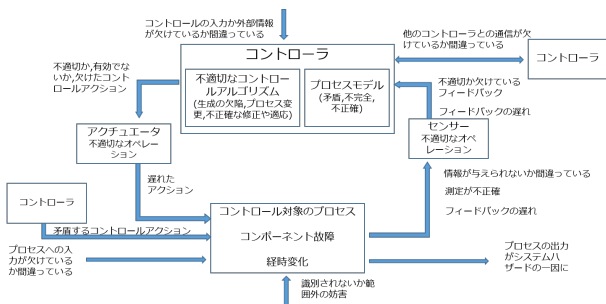 コントロールの入力か外部情報
が欠けているか間違っている
コントローラ
不適切なコントロー
ルアルゴリズム
(生成の欠陥,プロセス変
更,不正確な修正や適応)
プロセスモデル
(矛盾,不完全,
不正確)
他のコントローラとの通信が欠
けているか間違っている
コントローラ
不適切か,有効でな
いか,欠けたコント
ロールアクション
不適切か欠けている
フィードバック
フィードバックの遅れ
アクチュエータ
不適切なオペレー
ション
センサー
不適切なオペ
レーション
遅れた
アクション
情報が与えられないか間違っている
測定が不正確
フィードバックの遅れ
コントローラ
矛盾するコントロールアクション
コントロール対象のプロセス
コンポーネント故障
経時変化
プロセスへの入
力が欠けている
か間違っている
プロセスの出力
がシステムハ
ザードの一因に
識別されないか範
囲外の妨害